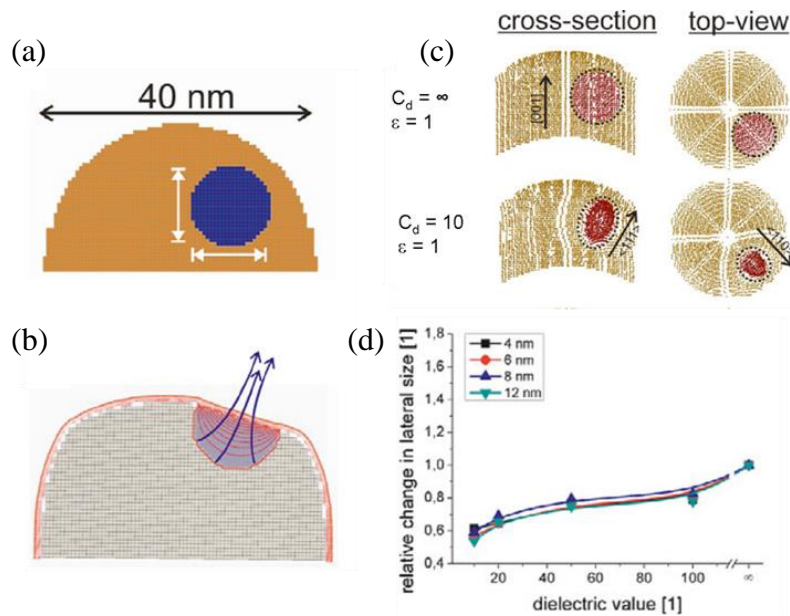 (a)
40 nm
(b)
(c)
cross-section
top-view
C_d = ∞
ε = 1
[001]
C_d = 10
ε = 1
<111>
<110>
(d)
relative change in lateral size [1]
1,8
1,6
1,4
1,2
1,0
0,8
0,6
0,4
4 nm
6 nm
8 nm
12 nm
20
40
60
80
100
∞
dielectric value [1]